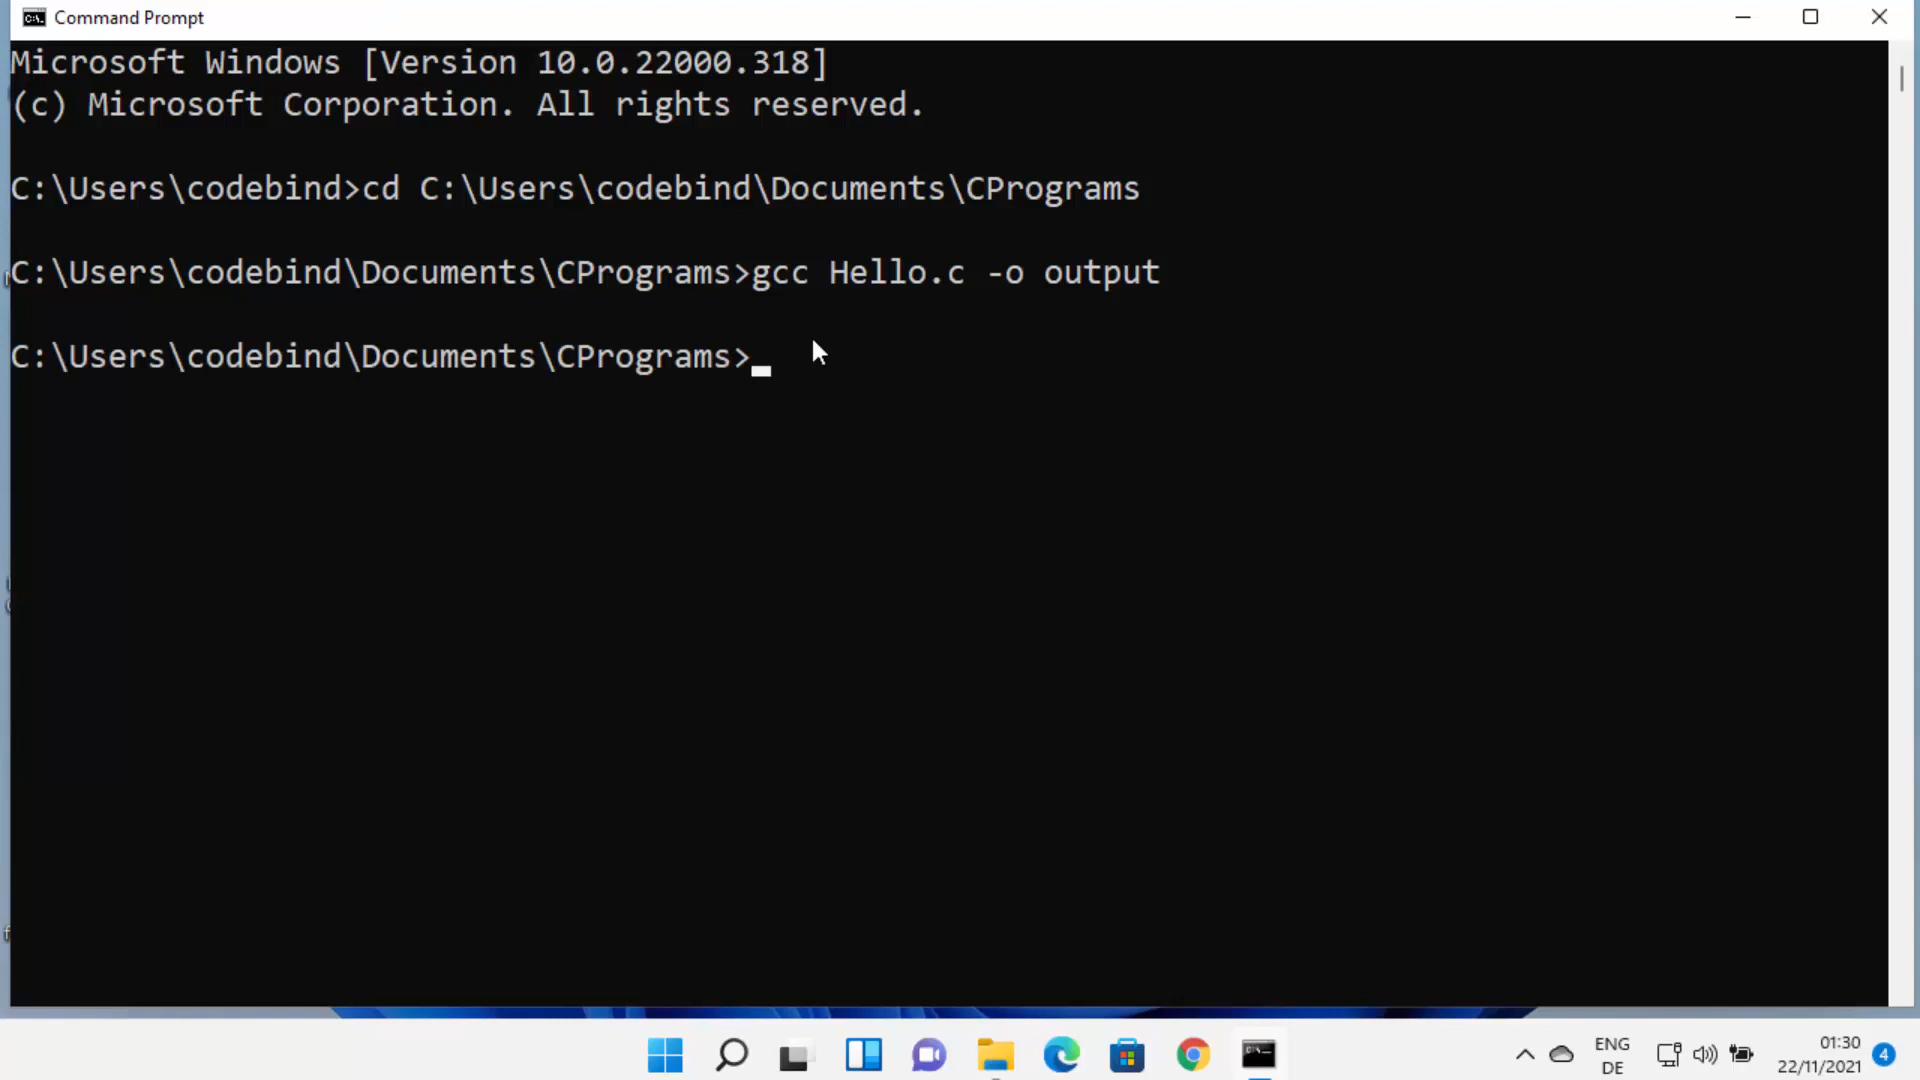 Command Prompt
Microsoft Windows [Version 10.0.22000.318]
(c) Microsoft Corporation. All rights reserved.
C:\Users\codebind>cd C:\Users\codebind\Documents\CPrograms
C:\Users\codebind\Documents\CPrograms>gcc Hello.c -o output
C:\Users\codebind\Documents\CPrograms>
ENG
DE
01:30
22/11/2021
4